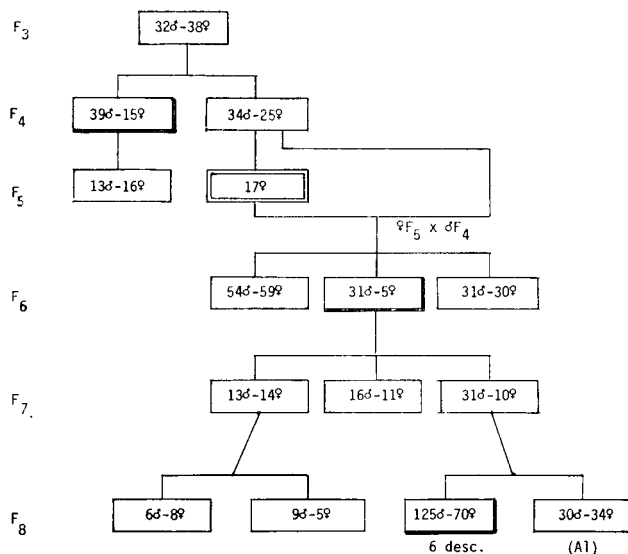 F3 32♂-38♀
F4 39♂-15♀ 34♂-25♀
F5 13♂-16♀ 17♀
♀F5 x ♂F4
F6 54♂-59♀ 31♂-5♀ 31♂-30♀
F7. 13♂-14♀ 16♂-11♀ 31♂-10♀
F8 6♂-8♀ 9♂-5♀ 125♂-70♀ 30♂-34♀
6 desc. (A1)